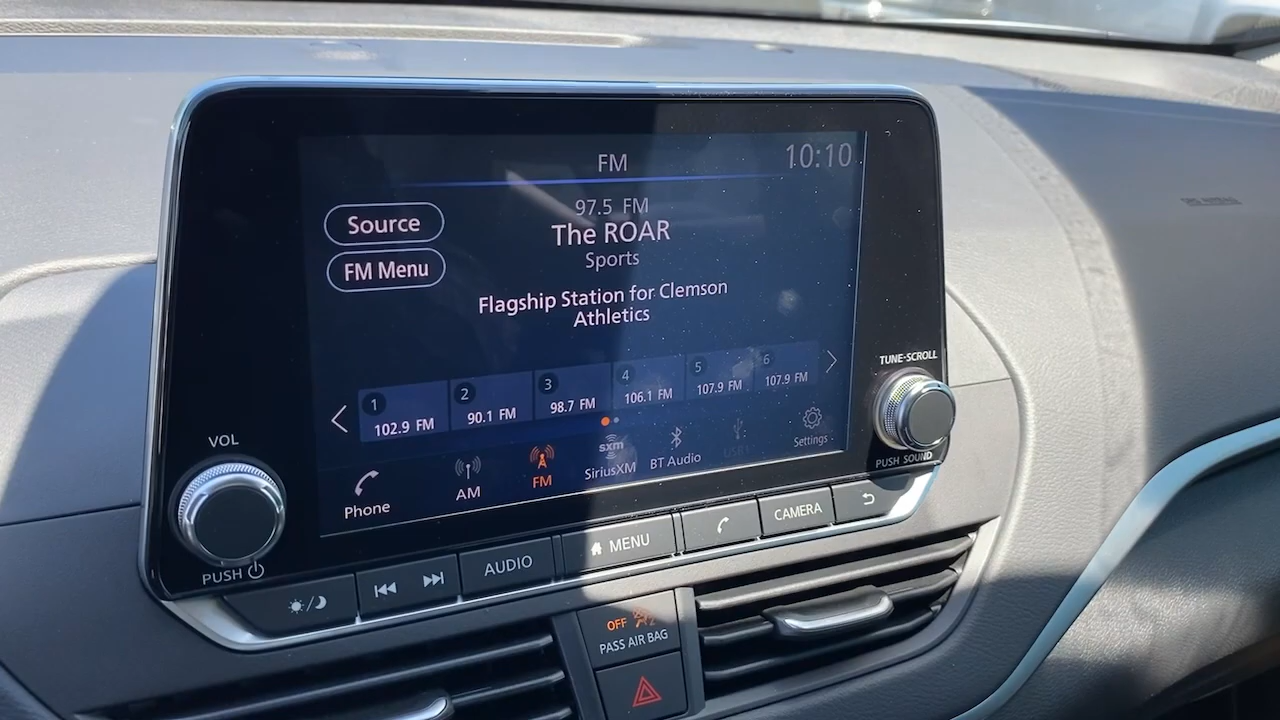 FM
10:10
Source
FM Menu
97.5 FM
The ROAR
Sports
Flagship Station for Clemson
Athletics
1
102.9 FM
2
90.1 FM
3
98.7 FM
4
106.1 FM
5
107.9 FM
6
107.9 FM
Phone
AM
FM
sxm
SiriusXM
BT Audio
USB1
Settings
VOL
PUSH
TUNE·SCROLL
PUSH SOUND
AUDIO
MENU
CAMERA
OFF
PASS AIR BAG